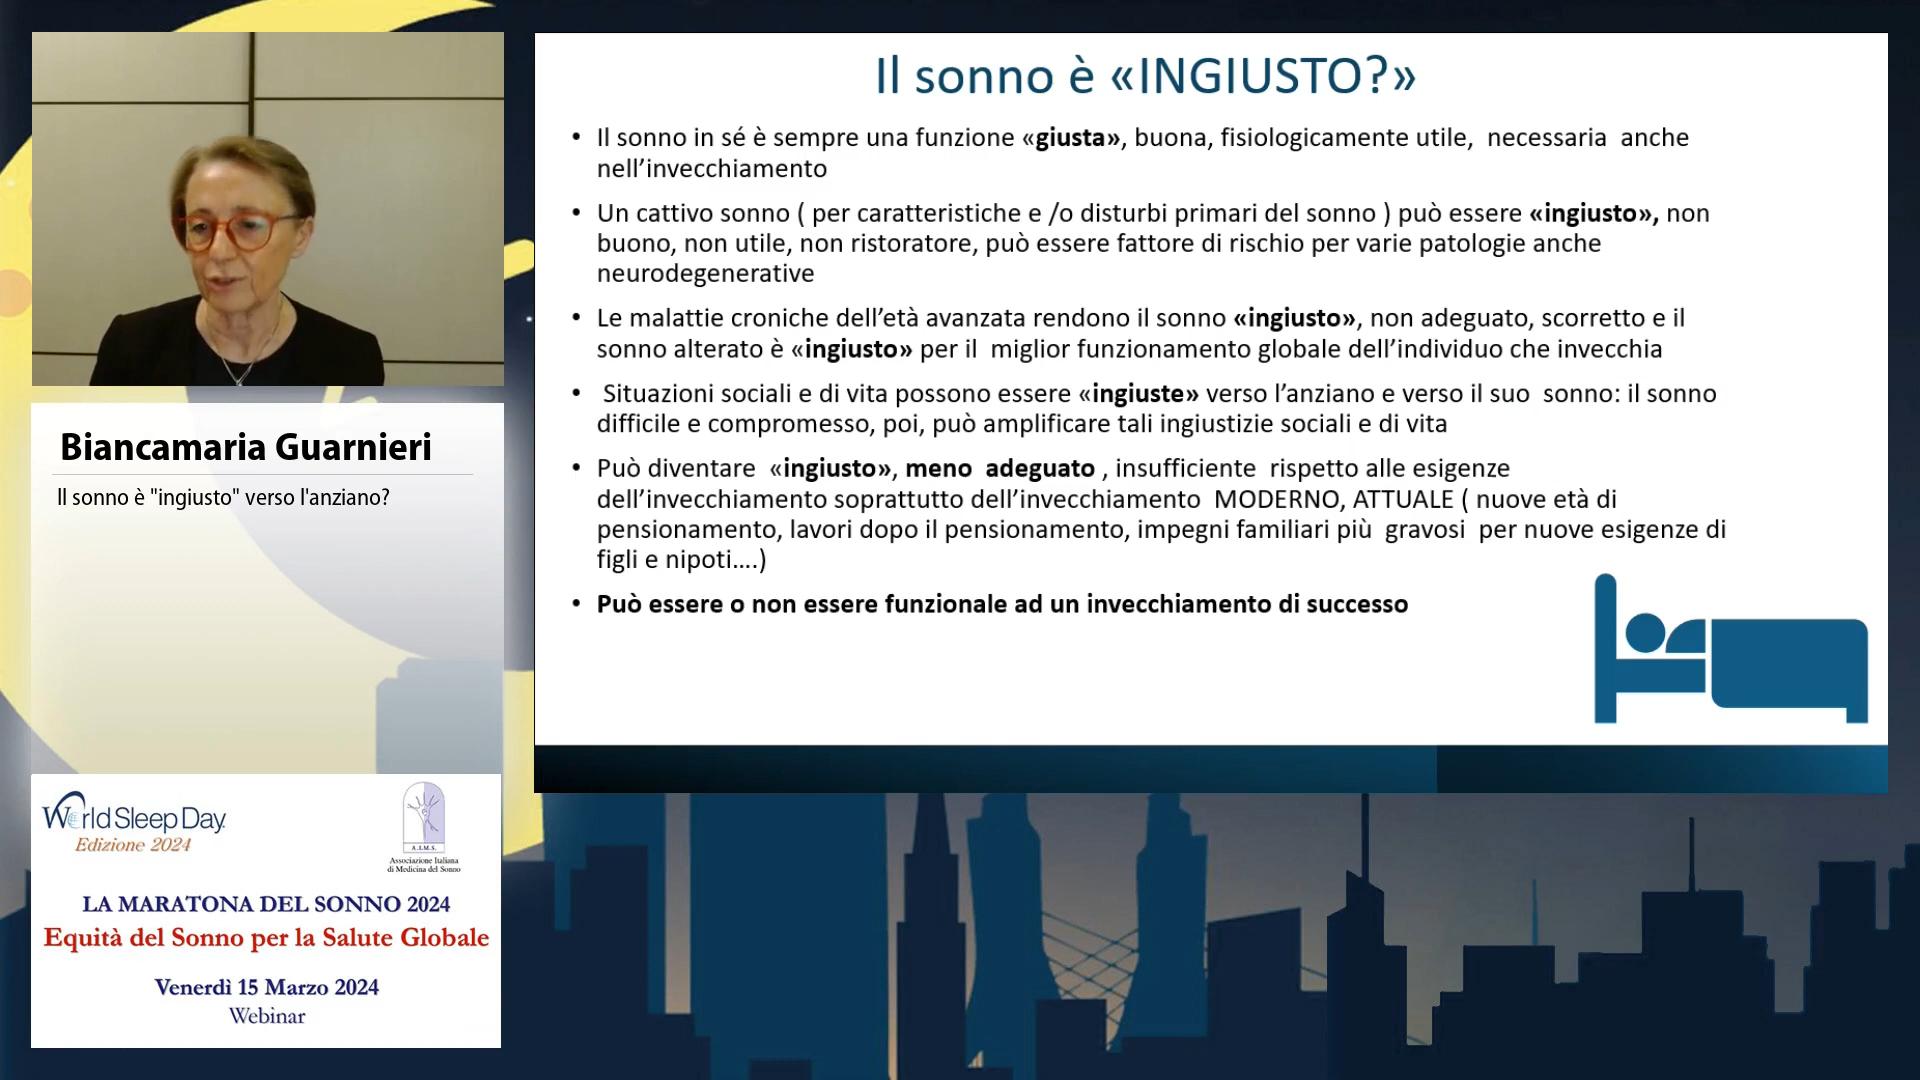 Il sonno è «INGIUSTO?»
• Il sonno in sé è sempre una funzione «giusta», buona, fisiologicamente utile, necessaria anche
nell’invecchiamento
• Un cattivo sonno ( per caratteristiche e /o disturbi primari del sonno ) può essere «ingiusto», non
buono, non utile, non ristoratore, può essere fattore di rischio per varie patologie anche
neurodegenerative
• Le malattie croniche dell’età avanzata rendono il sonno «ingiusto», non adeguato, scorretto e il
sonno alterato è «ingiusto» per il miglior funzionamento globale dell’individuo che invecchia
• Situazioni sociali e di vita possono essere «ingiuste» verso l’anziano e verso il suo sonno: il sonno
difficile e compromesso, poi, può amplificare tali ingiustizie sociali e di vita
• Può diventare «ingiusto», meno adeguato , insufficiente rispetto alle esigenze
dell’invecchiamento soprattutto dell’invecchiamento MODERNO, ATTUALE ( nuove età di
pensionamento, lavori dopo il pensionamento, impegni familiari più gravosi per nuove esigenze di
figli e nipoti....)
• Può essere o non essere funzionale ad un invecchiamento di successo
Biancamaria Guarnieri
Il sonno è "ingiusto" verso l'anziano?
World Sleep Day.
Edizione 2024
A.I.M.S.
Associazione Italiana
di Medicina del Sonno
LA MARATONA DEL SONNO 2024
Equità del Sonno per la Salute Globale
Venerdì 15 Marzo 2024
Webinar